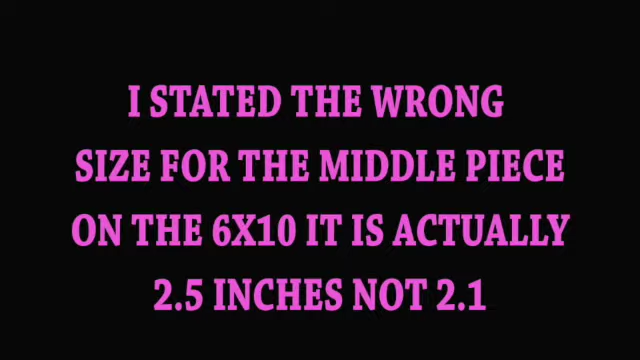 I STATED THE WRONG
SIZE FOR THE MIDDLE PIECE
ON THE 6X10 IT IS ACTUALLY
2.5 INCHES NOT 2.1